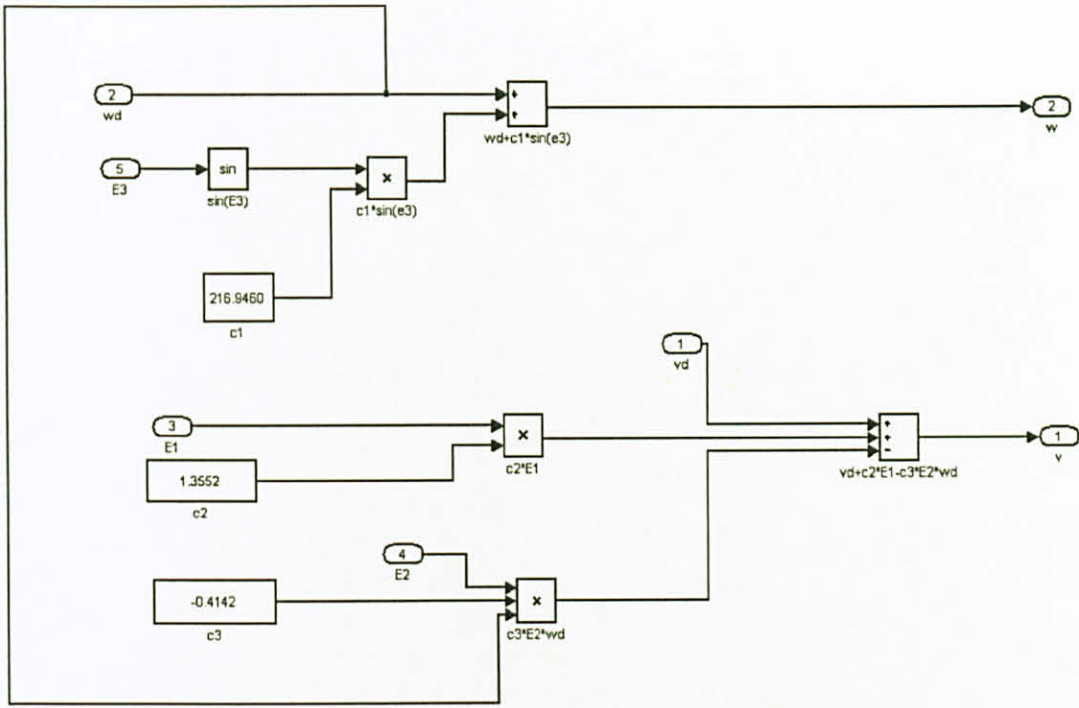 2
wd
+
+
wd+c1*sin(e3)
2
w
5
E3
sin
sin(E3)
×
c1*sin(e3)
216.9460
c1
1
vd
3
E1
×
c2*E1
+
+
-
vd+c2*E1-c3*E2*wd
1
v
1.3552
c2
4
E2
-0.4142
c3
×
c3*E2*wd